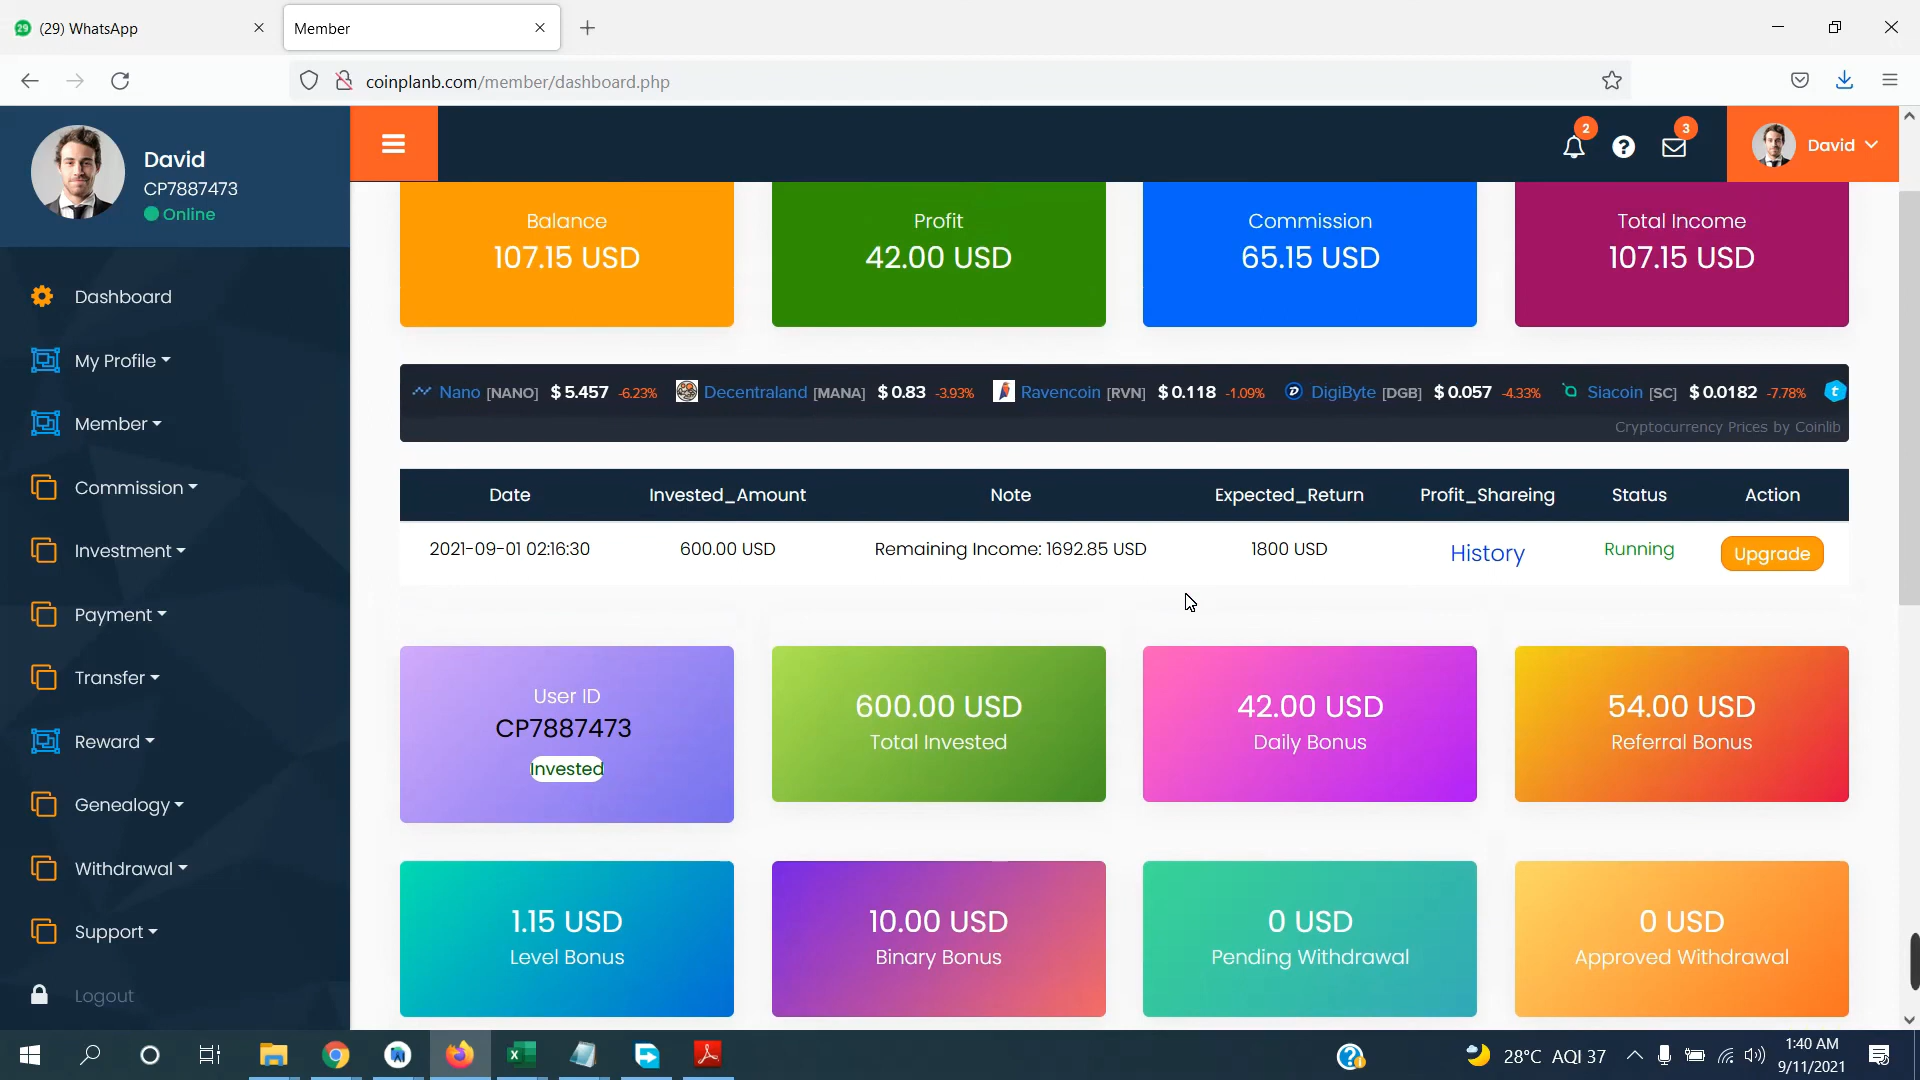 29 (29) WhatsApp
Member
coinplanb.com/member/dashboard.php
David
CP7887473
Online
2
?
3
David
Dashboard
My Profile
Member
Commission
Investment
Payment
Transfer
Reward
Genealogy
Withdrawal
Support
Logout
Balance
107.15 USD
Profit
42.00 USD
Commission
65.15 USD
Total Income
107.15 USD
Nano [NANO] $ 5.457 -6.23% Decentraland [MANA] $ 0.83 -3.93% Ravencoin [RVN] $ 0.118 -1.09% DigiByte [DGB] $ 0.057 -4.33% Siacoin [SC] $ 0.0182 -7.78%
Cryptocurrency Prices by Coinlib
Date Invested_Amount Note Expected_Return Profit_Shareing Status Action
2021-09-01 02:16:30 600.00 USD Remaining Income: 1692.85 USD 1800 USD History Running Upgrade
User ID
CP7887473
Invested
600.00 USD
Total Invested
42.00 USD
Daily Bonus
54.00 USD
Referral Bonus
1.15 USD
Level Bonus
10.00 USD
Binary Bonus
0 USD
Pending Withdrawal
0 USD
Approved Withdrawal
28°C AQI 37
1:40 AM
9/11/2021